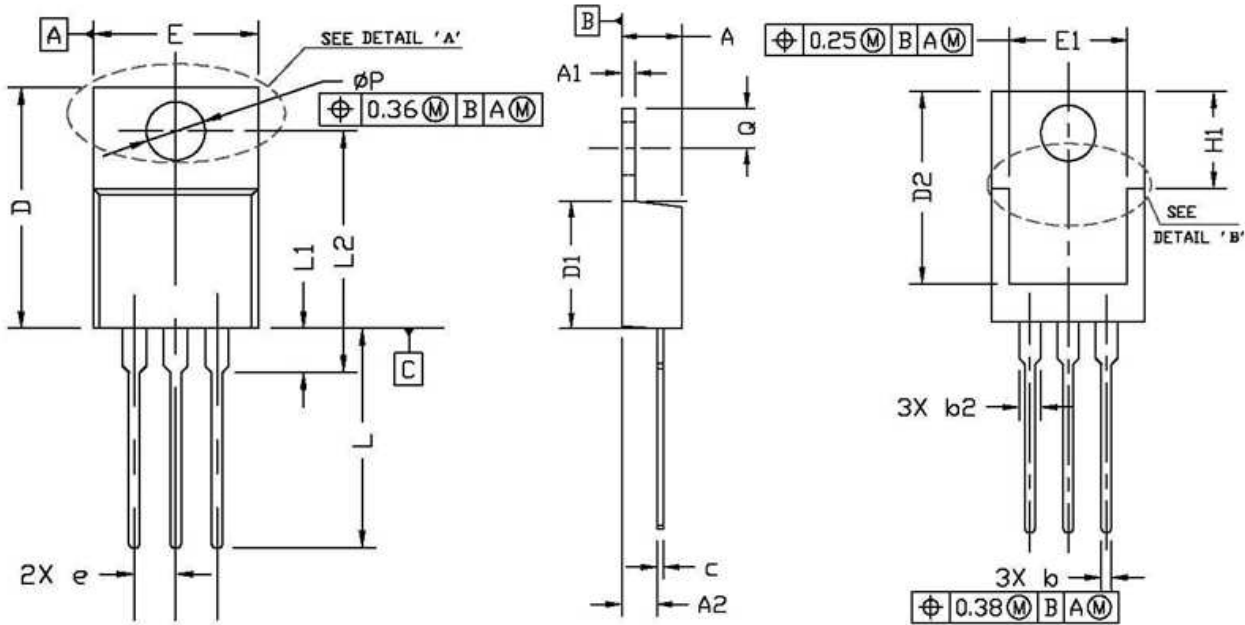 A
E
SEE DETAIL 'A'
øP
⌖ 0.36 Ⓜ B A Ⓜ
D
L1
L2
C
L
2X e
B
A
A1
Q
D1
c
A2
⌖ 0.25 Ⓜ B A Ⓜ
E1
D2
H1
SEE
DETAIL 'B'
3X b2
3X b
⌖ 0.38 Ⓜ B A Ⓜ